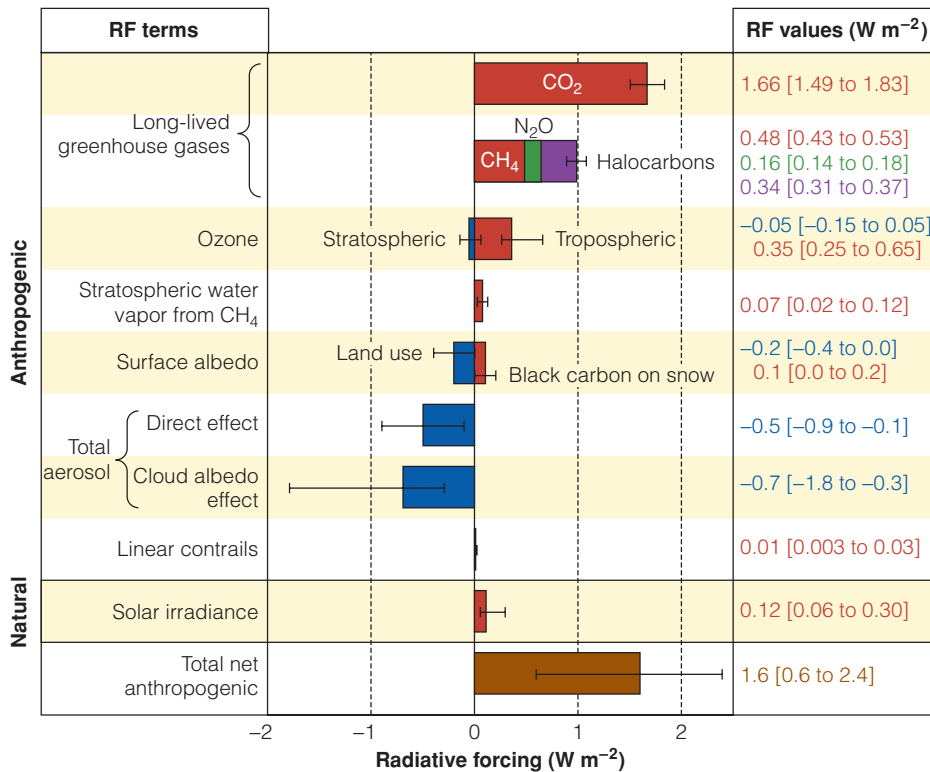 RF terms
RF values (W m⁻²)
Anthropogenic
Natural
Long-lived
greenhouse gases
CO₂
1.66 [1.49 to 1.83]
N₂O
CH₄
Halocarbons
0.48 [0.43 to 0.53]
0.16 [0.14 to 0.18]
0.34 [0.31 to 0.37]
Ozone
Stratospheric
Tropospheric
–0.05 [–0.15 to 0.05]
0.35 [0.25 to 0.65]
Stratospheric water
vapor from CH₄
0.07 [0.02 to 0.12]
Surface albedo
Land use
Black carbon on snow
–0.2 [–0.4 to 0.0]
0.1 [0.0 to 0.2]
Total
aerosol
Direct effect
–0.5 [–0.9 to –0.1]
Cloud albedo
effect
–0.7 [–1.8 to –0.3]
Linear contrails
0.01 [0.003 to 0.03]
Solar irradiance
0.12 [0.06 to 0.30]
Total net
anthropogenic
1.6 [0.6 to 2.4]
–2 –1 0 1 2
Radiative forcing (W m⁻²)